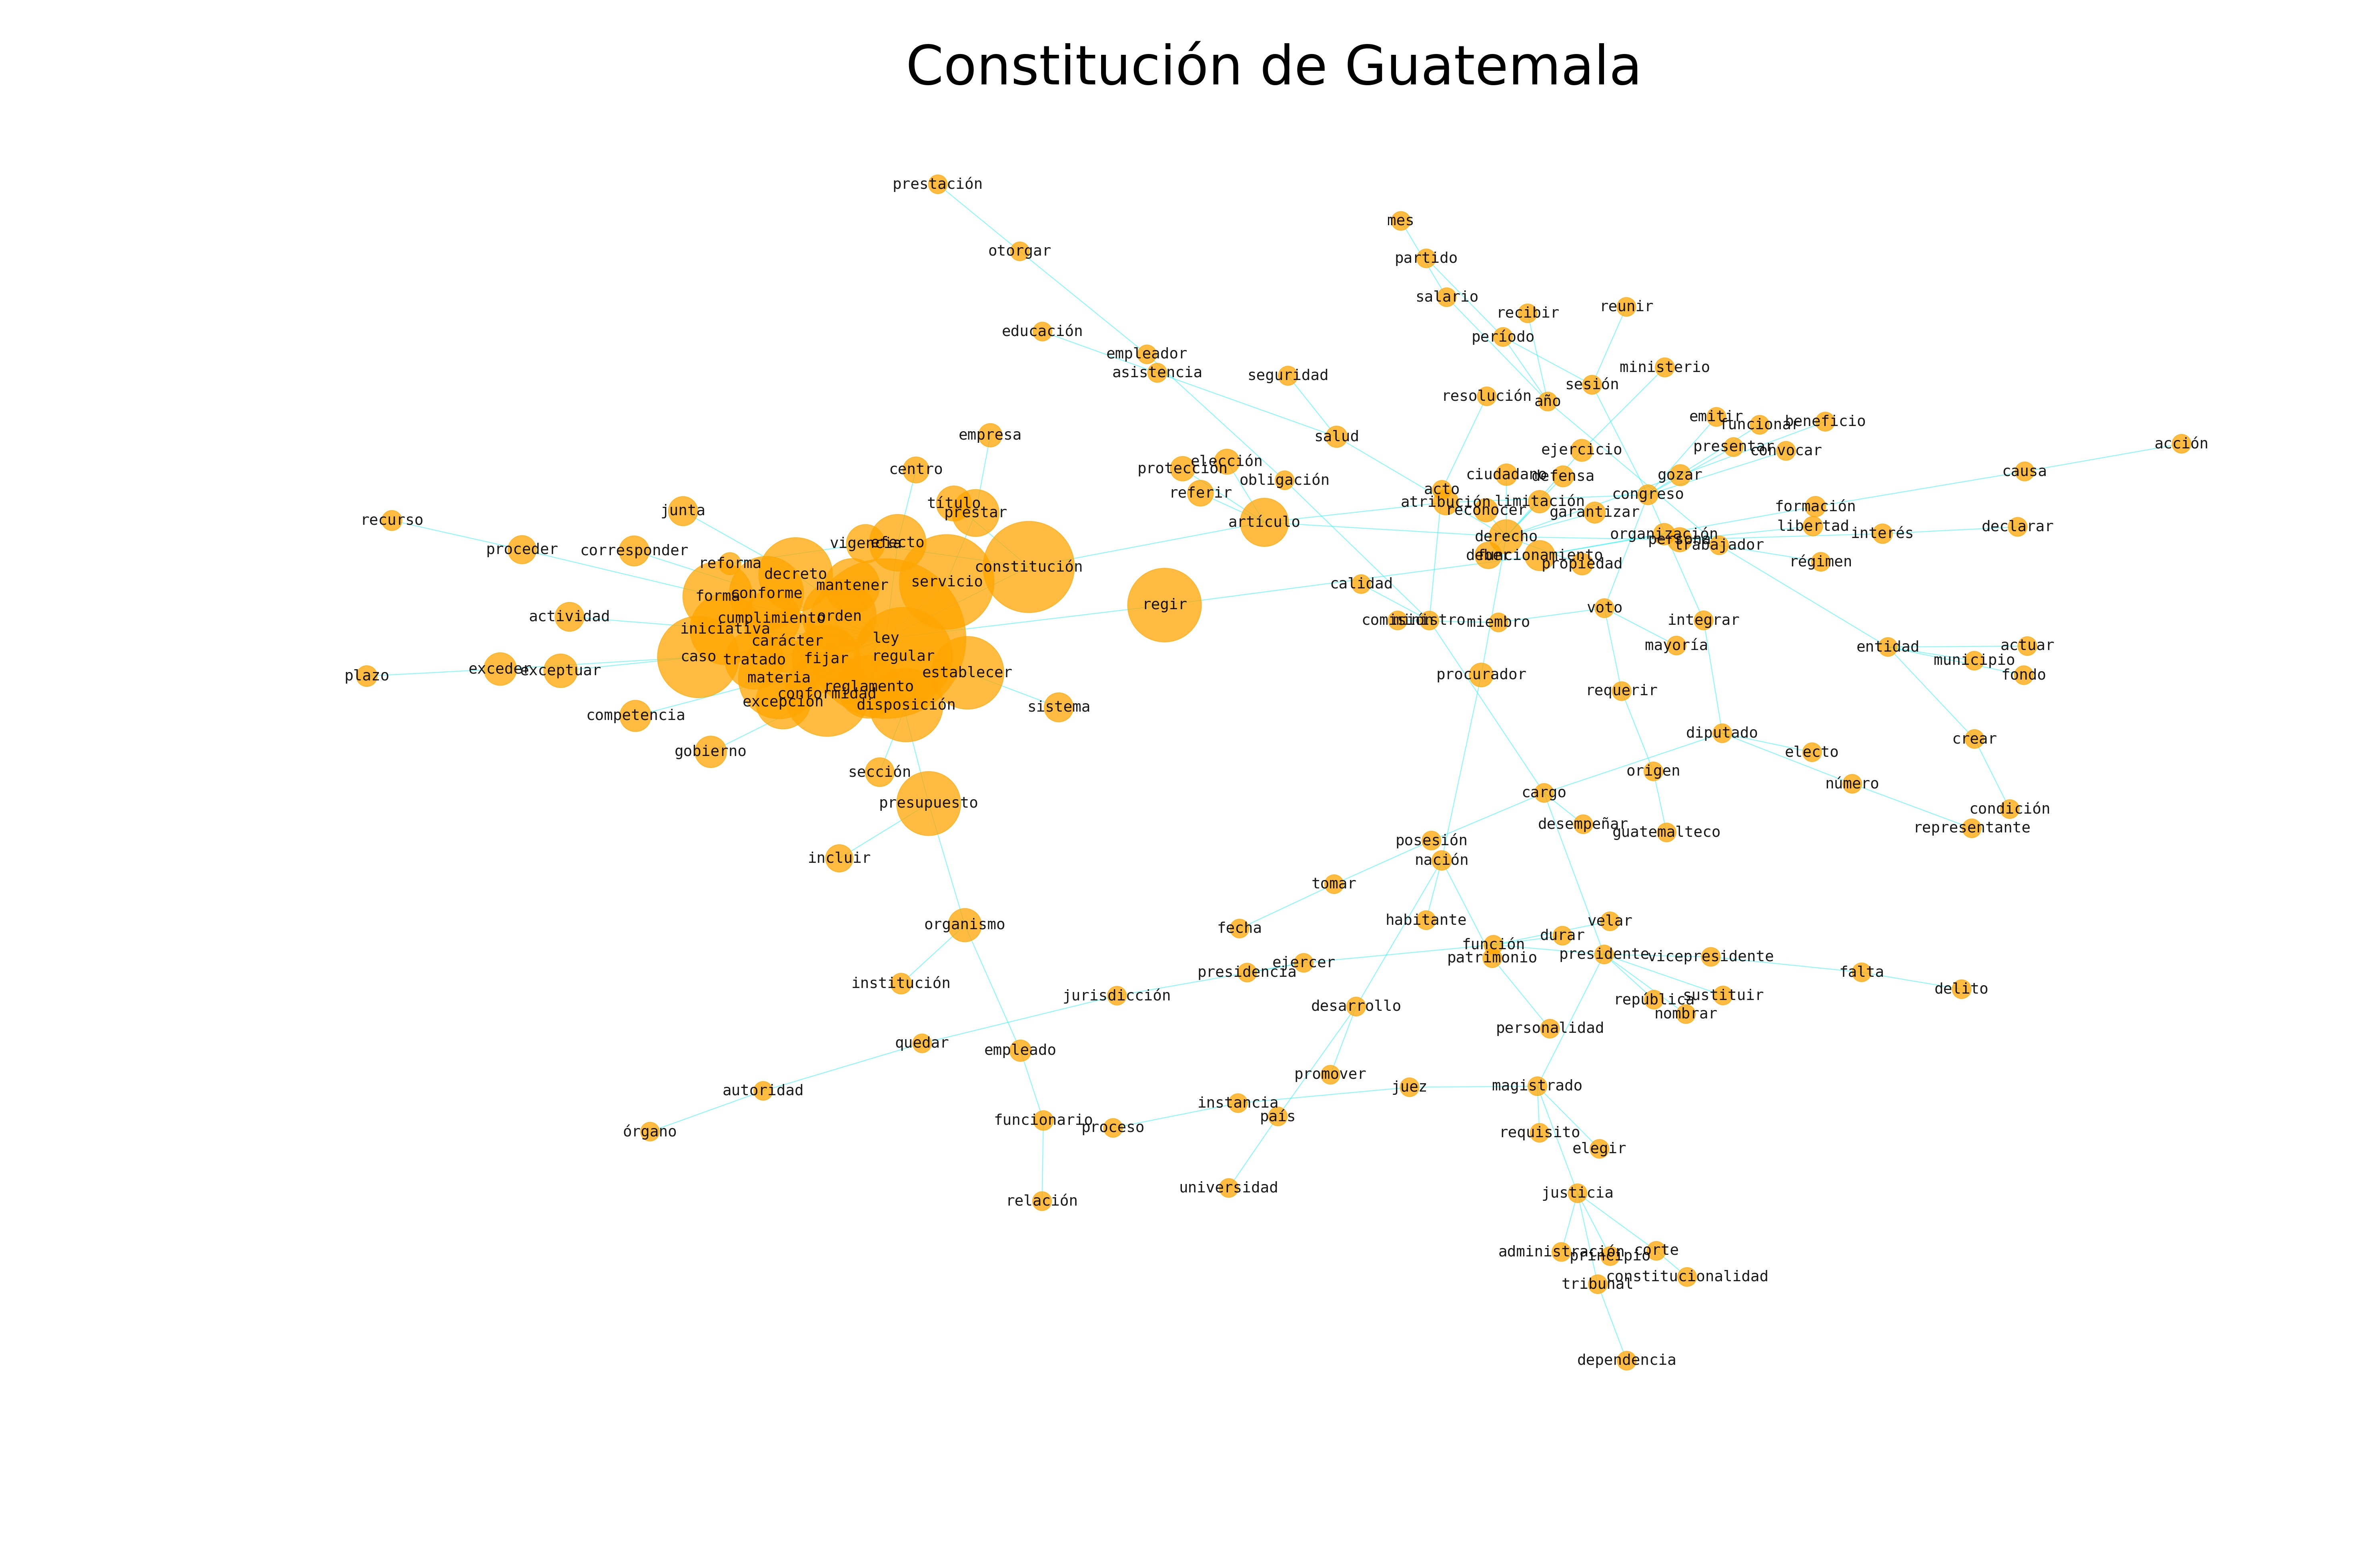 Constitución de Guatemala
prestación
mes
otorgar
partido
salario
recibir
reunir
educación
período
empleador
asistencia
seguridad
ministerio
sesión
resolución
año
emitir
funcionar
beneficio
empresa
salud
acción
presentar
convocar
ejercicio
centro
protección
elección
causa
ciudadano
defensa
gozar
obligación
referir
acto
congreso
título
atribución
limitación
junta
prestar
reconocer
garantizar
formación
recurso
artículo
libertad
declarar
interés
organización
derecho
persona
trabajador
vigencia
efecto
proceder
corresponder
deber
funcionamiento
propiedad
régimen
reforma
constitución
decreto
servicio
mantener
calidad
forma
conforme
regir
voto
actividad
cumplimiento
orden
comisión
ministro
miembro
integrar
iniciativa
carácter
ley
mayoría
entidad
actuar
caso
tratado
fijar
regular
municipio
exceder
exceptuar
plazo
establecer
procurador
fondo
materia
reglamento
conformidad
requerir
excepción
disposición
sistema
competencia
diputado
crear
gobierno
electo
sección
origen
número
presupuesto
cargo
condición
desempeñar
guatemalteco
representante
posesión
incluir
nación
tomar
organismo
fecha
habitante
velar
durar
función
patrimonio
presidente
vicepresidente
ejercer
presidencia
falta
institución
jurisdicción
delito
república
sustituir
desarrollo
nombrar
personalidad
quedar
empleado
promover
autoridad
juez
magistrado
instancia
país
funcionario
proceso
órgano
requisito
elegir
universidad
relación
justicia
administración
principio
corte
constitucionalidad
tribunal
dependencia